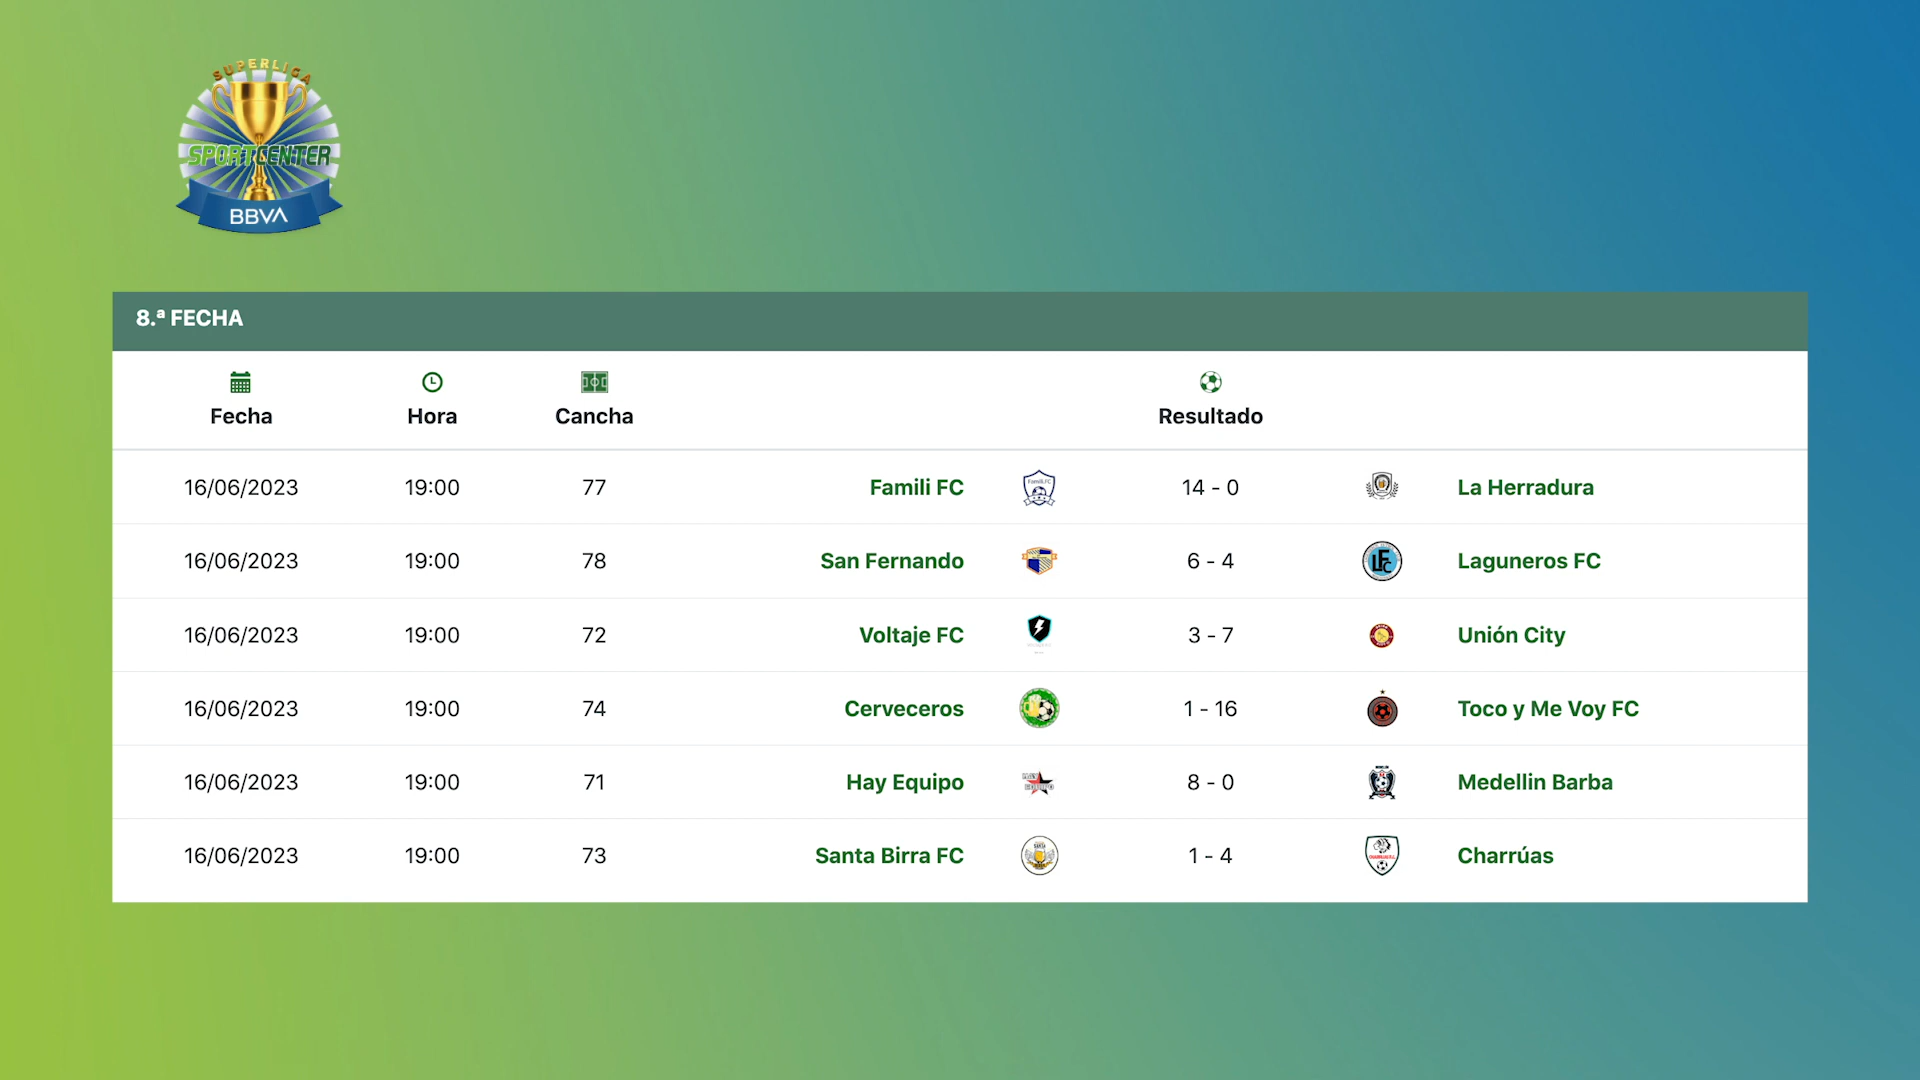 SUPERLIGA
SPORTCENTER
BBVA
8.ª FECHA
Fecha Hora Cancha Resultado
16/06/2023 19:00 77 Famili FC 14 - 0 La Herradura
16/06/2023 19:00 78 San Fernando 6 - 4 Laguneros FC
16/06/2023 19:00 72 Voltaje FC 3 - 7 Unión City
16/06/2023 19:00 74 Cerveceros 1 - 16 Toco y Me Voy FC
16/06/2023 19:00 71 Hay Equipo 8 - 0 Medellin Barba
16/06/2023 19:00 73 Santa Birra FC 1 - 4 Charrúas